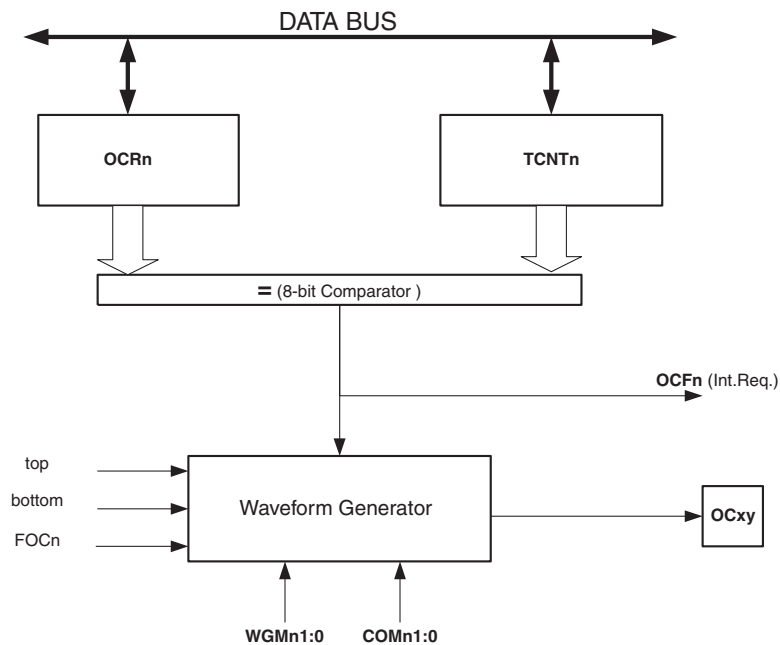 DATA BUS
OCRn
TCNTn
= (8-bit Comparator )
OCFn (Int.Req.)
top
bottom
FOCn
Waveform Generator
OCxy
WGMn1:0
COMn1:0